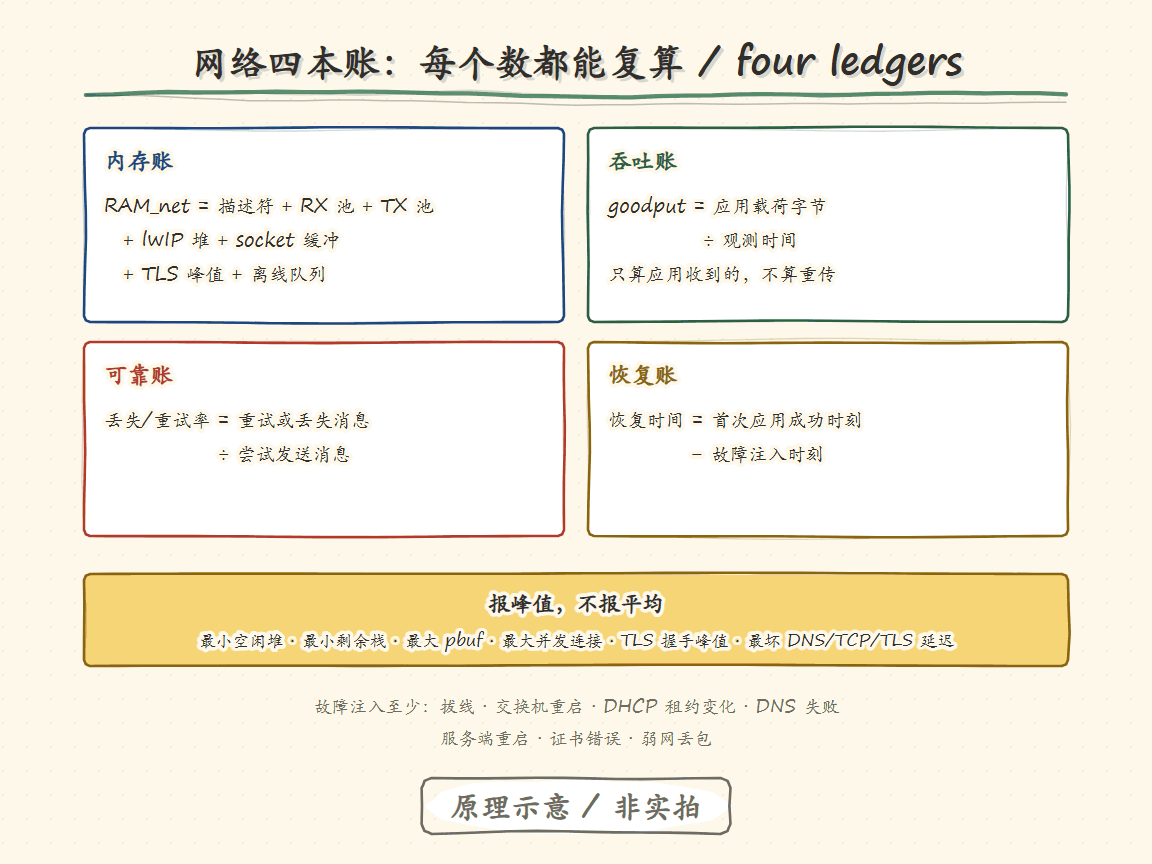 网络四本账：每个数都能复算 / four ledgers
内存账
RAM_net = 描述符 + RX 池 + TX 池
+ lwIP 堆 + socket 缓冲
+ TLS 峰值 + 离线队列
吞吐账
goodput = 应用载荷字节
÷ 观测时间
只算应用收到的，不算重传
可靠账
丢失/重试率 = 重试或丢失消息
÷ 尝试发送消息
恢复账
恢复时间 = 首次应用成功时刻
− 故障注入时刻
报峰值，不报平均
最小空闲堆 · 最小剩余栈 · 最大 pbuf · 最大并发连接 · TLS 握手峰值 · 最坏 DNS/TCP/TLS 延迟
故障注入至少：拔线 · 交换机重启 · DHCP 租约变化 · DNS 失败
服务端重启 · 证书错误 · 弱网丢包
原理示意 / 非实拍